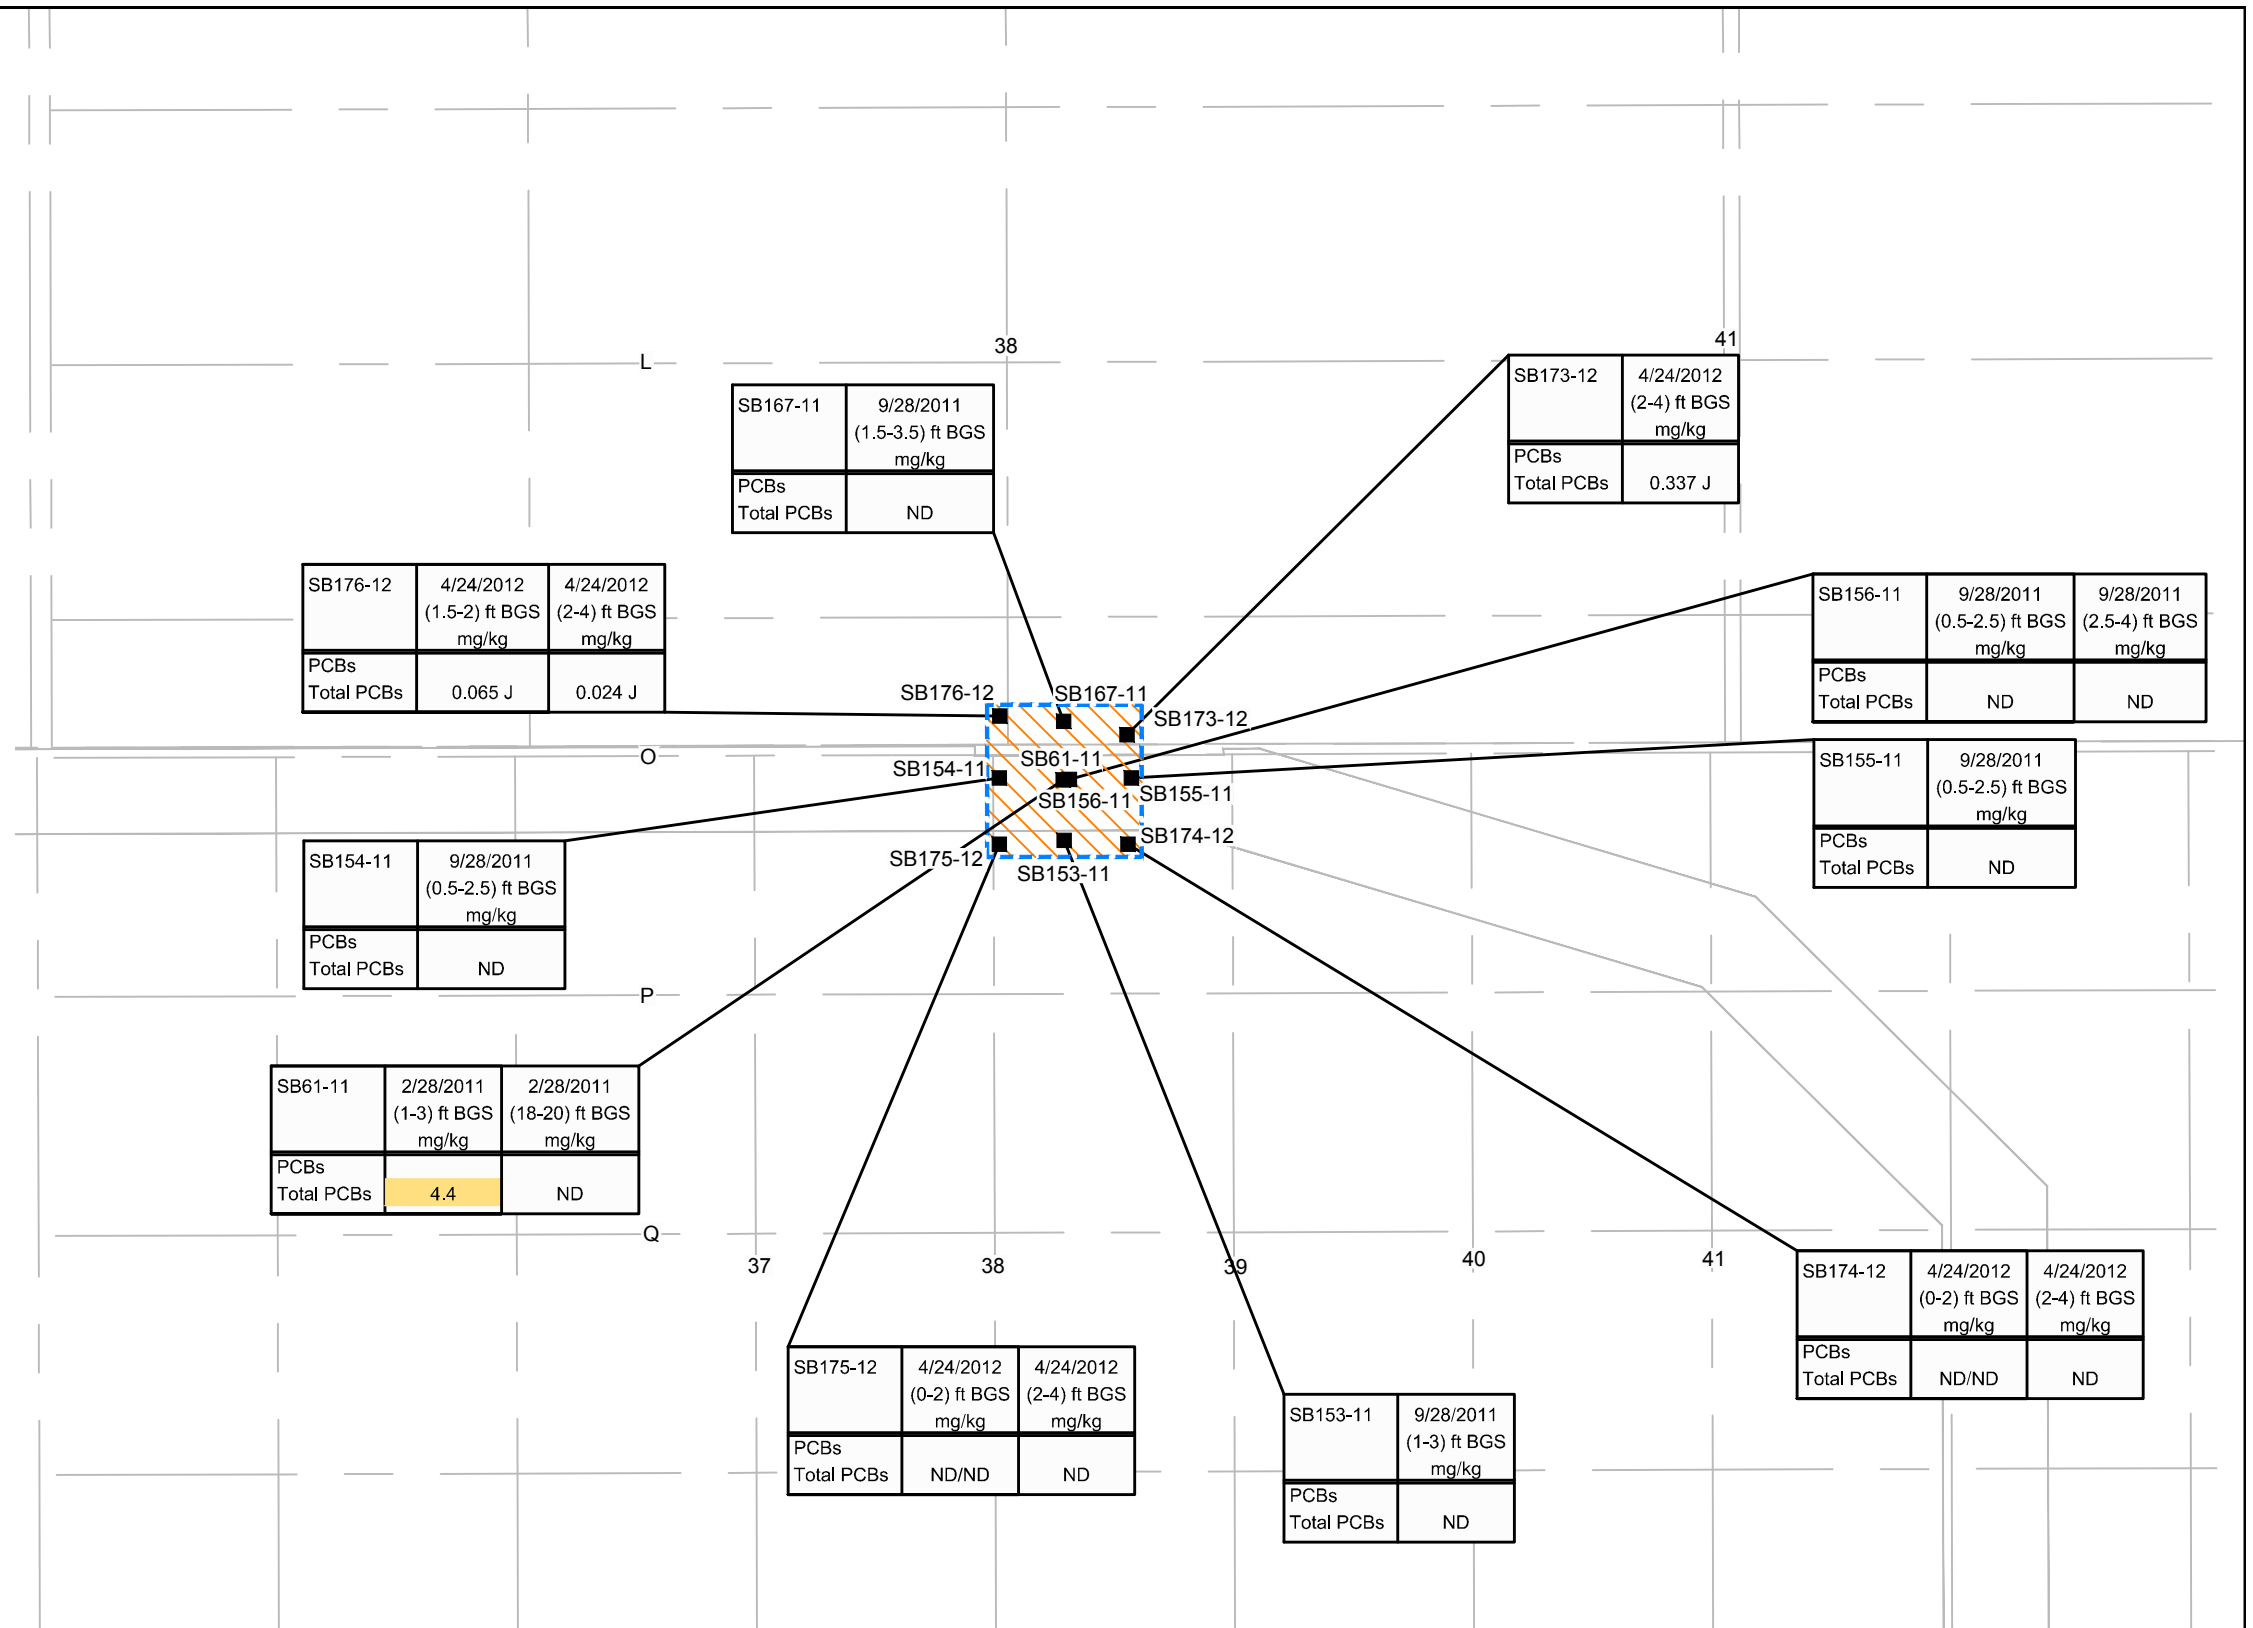 38
41
L
SB167-11
9/28/2011
(1.5-3.5) ft BGS
mg/kg
PCBs
Total PCBs
ND
SB173-12
4/24/2012
(2-4) ft BGS
mg/kg
PCBs
Total PCBs
0.337 J
SB176-12
4/24/2012
(1.5-2) ft BGS
mg/kg
4/24/2012
(2-4) ft BGS
mg/kg
PCBs
Total PCBs
0.065 J
0.024 J
SB156-11
9/28/2011
(0.5-2.5) ft BGS
mg/kg
9/28/2011
(2.5-4) ft BGS
mg/kg
PCBs
Total PCBs
ND
ND
SB176-12
SB167-11
SB173-12
O
SB154-11
SB61-11
SB156-11
SB155-11
SB174-12
SB175-12
SB153-11
SB155-11
9/28/2011
(0.5-2.5) ft BGS
mg/kg
PCBs
Total PCBs
ND
SB154-11
9/28/2011
(0.5-2.5) ft BGS
mg/kg
PCBs
Total PCBs
ND
P
SB61-11
2/28/2011
(1-3) ft BGS
mg/kg
2/28/2011
(18-20) ft BGS
mg/kg
PCBs
Total PCBs
4.4
ND
Q
37
38
39
40
41
SB174-12
4/24/2012
(0-2) ft BGS
mg/kg
4/24/2012
(2-4) ft BGS
mg/kg
PCBs
Total PCBs
ND/ND
ND
SB175-12
4/24/2012
(0-2) ft BGS
mg/kg
4/24/2012
(2-4) ft BGS
mg/kg
PCBs
Total PCBs
ND/ND
ND
SB153-11
9/28/2011
(1-3) ft BGS
mg/kg
PCBs
Total PCBs
ND